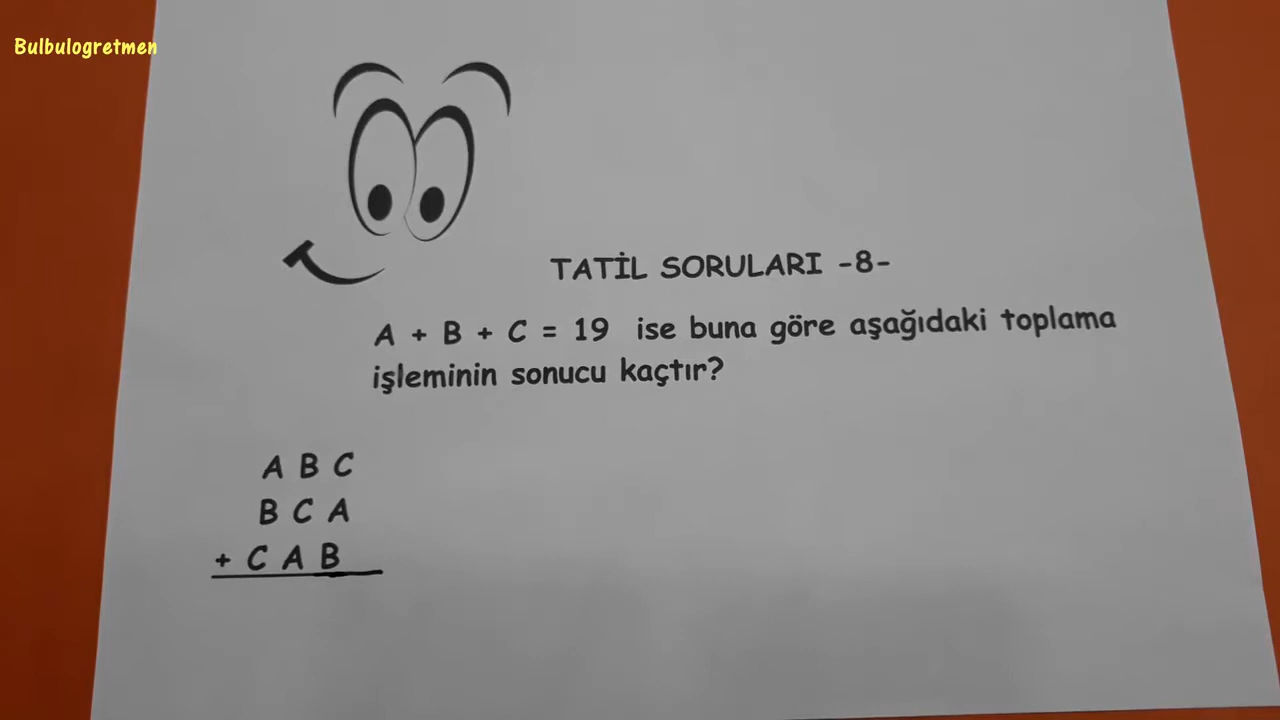 Bulbulogretmen
TATİL SORULARI -8-
A + B + C = 19 ise buna göre aşağıdaki toplama
işleminin sonucu kaçtır?
A B C
B C A
+ C A B